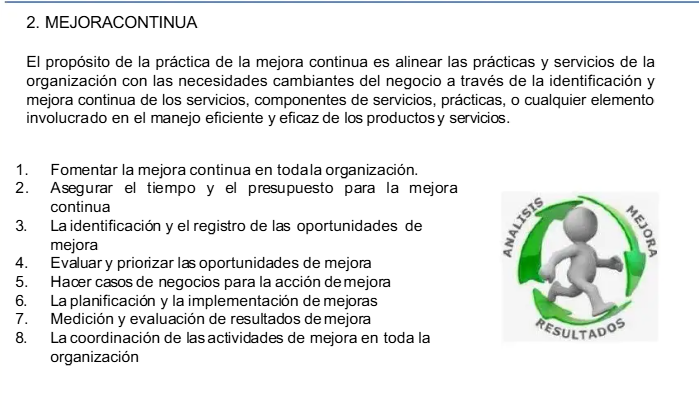 2. MEJORACONTINUA
El propósito de la práctica de la mejora continua es alinear las prácticas y servicios de la
organización con las necesidades cambiantes del negocio a través de la identificación y
mejora continua de los servicios, componentes de servicios, prácticas, o cualquier elemento
involucrado en el manejo eficiente y eficaz de los productos y servicios.
1. Fomentar la mejora continua en toda la organización.
2. Asegurar el tiempo y el presupuesto para la mejora
continua
3. La identificación y el registro de las oportunidades de
mejora
4. Evaluar y priorizar las oportunidades de mejora
5. Hacer casos de negocios para la acción de mejora
6. La planificación y la implementación de mejoras
7. Medición y evaluación de resultados de mejora
8. La coordinación de las actividades de mejora en toda la
organización
ANALISIS
MEJORA
RESULTADOS